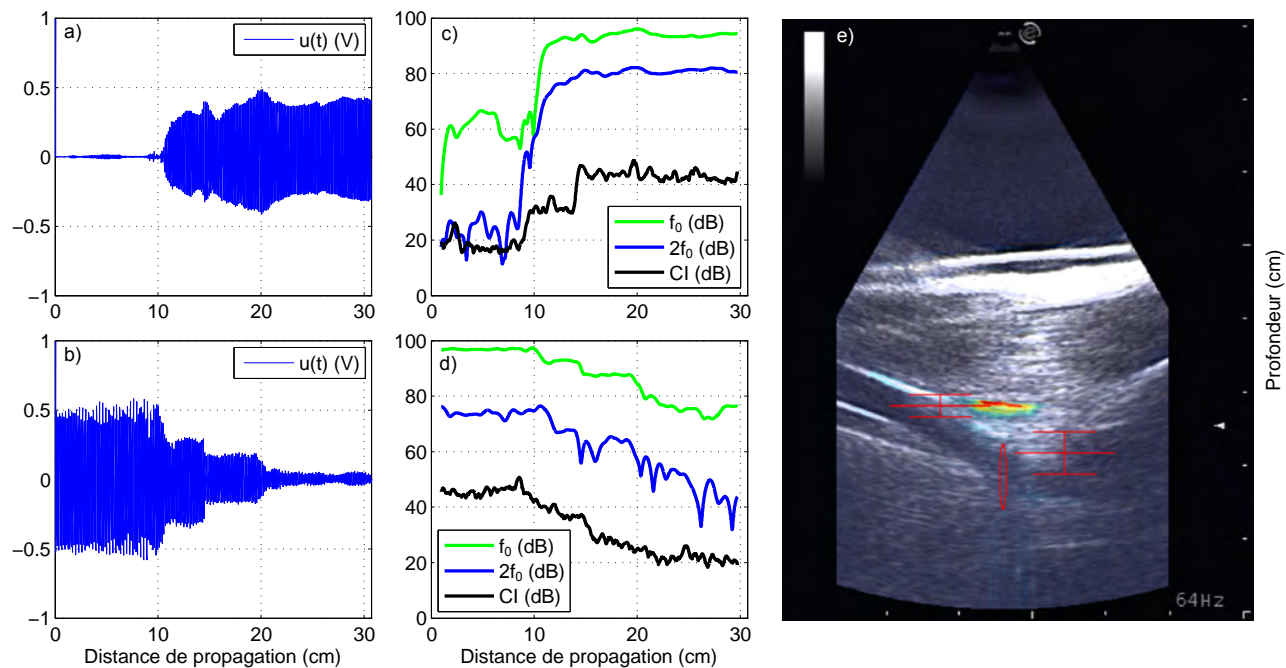 a)
u(t) (V)
1
0.5
0
−0.5
−1
0 10 20 30
b)
u(t) (V)
1
0.5
0
−0.5
−1
0 10 20 30
Distance de propagation (cm)
c)
100
80
60
40
20
0
f₀ (dB)
2f₀ (dB)
CI (dB)
0 10 20 30
d)
100
80
60
40
20
0
f₀ (dB)
2f₀ (dB)
CI (dB)
0 10 20 30
Distance de propagation (cm)
e)
64Hz
Profondeur (cm)